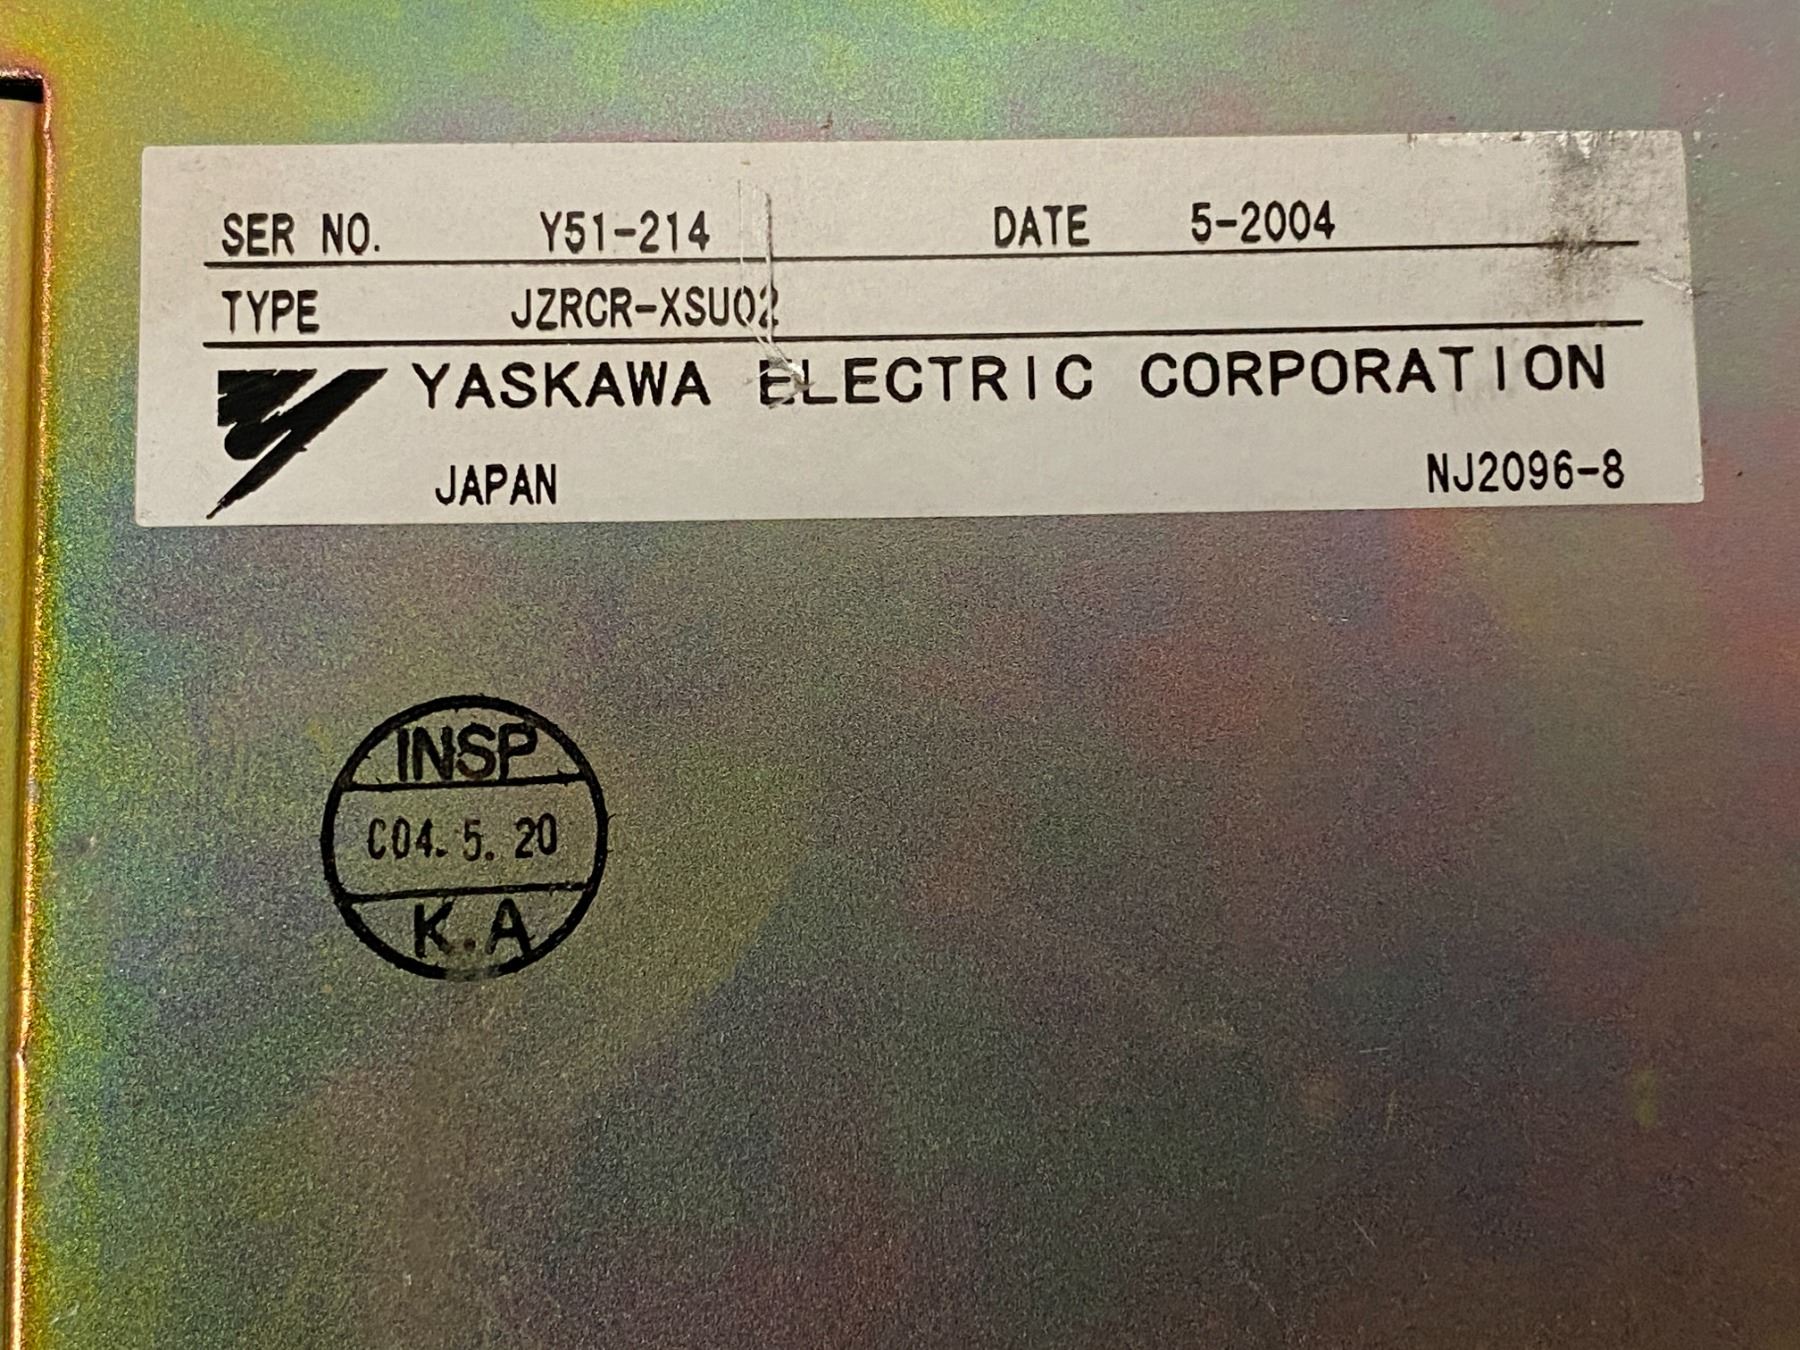 SER NO. Y51-214 DATE 5-2004
TYPE JZRCR-XSU02
YASKAWA ELECTRIC CORPORATION
JAPAN NJ2096-8
INSP
C04. 5. 20
K.A